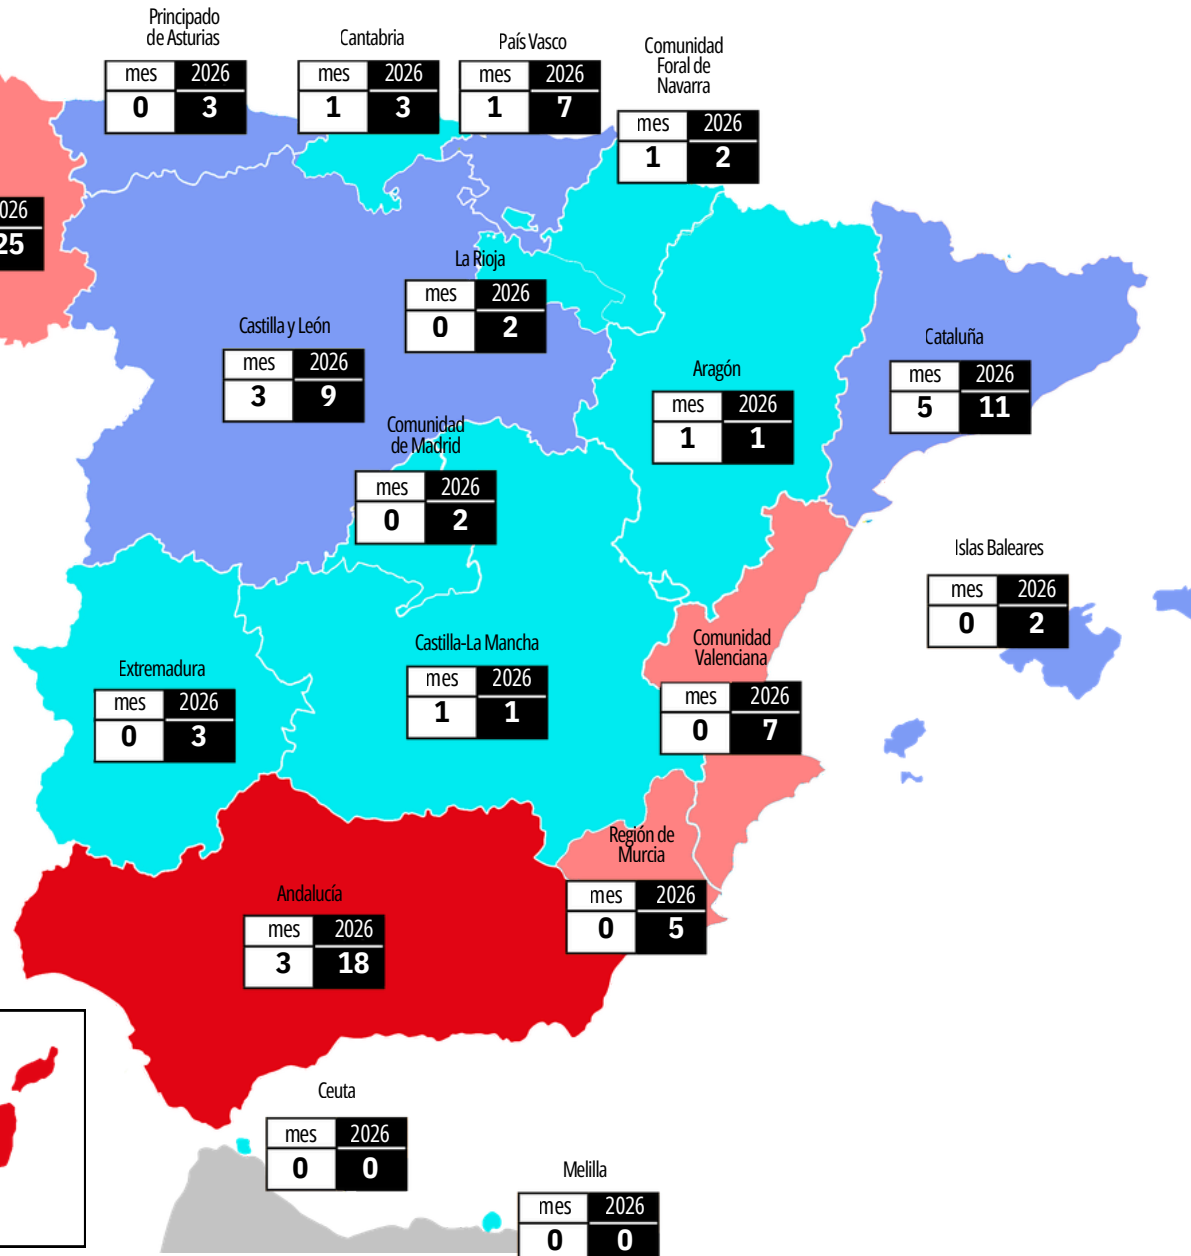 Principado
de Asturias
mes 2026
0 3
Cantabria
mes 2026
1 3
País Vasco
mes 2026
1 7
Comunidad
Foral de
Navarra
mes 2026
1 2
026
25
La Rioja
mes 2026
0 2
Castilla y León
mes 2026
3 9
Cataluña
mes 2026
5 11
Aragón
mes 2026
1 1
Comunidad
de Madrid
mes 2026
0 2
Islas Baleares
mes 2026
0 2
Comunidad
Valenciana
mes 2026
0 7
Castilla-La Mancha
mes 2026
1 1
Extremadura
mes 2026
0 3
Región de
Murcia
mes 2026
0 5
Andalucía
mes 2026
3 18
Ceuta
mes 2026
0 0
Melilla
mes 2026
0 0